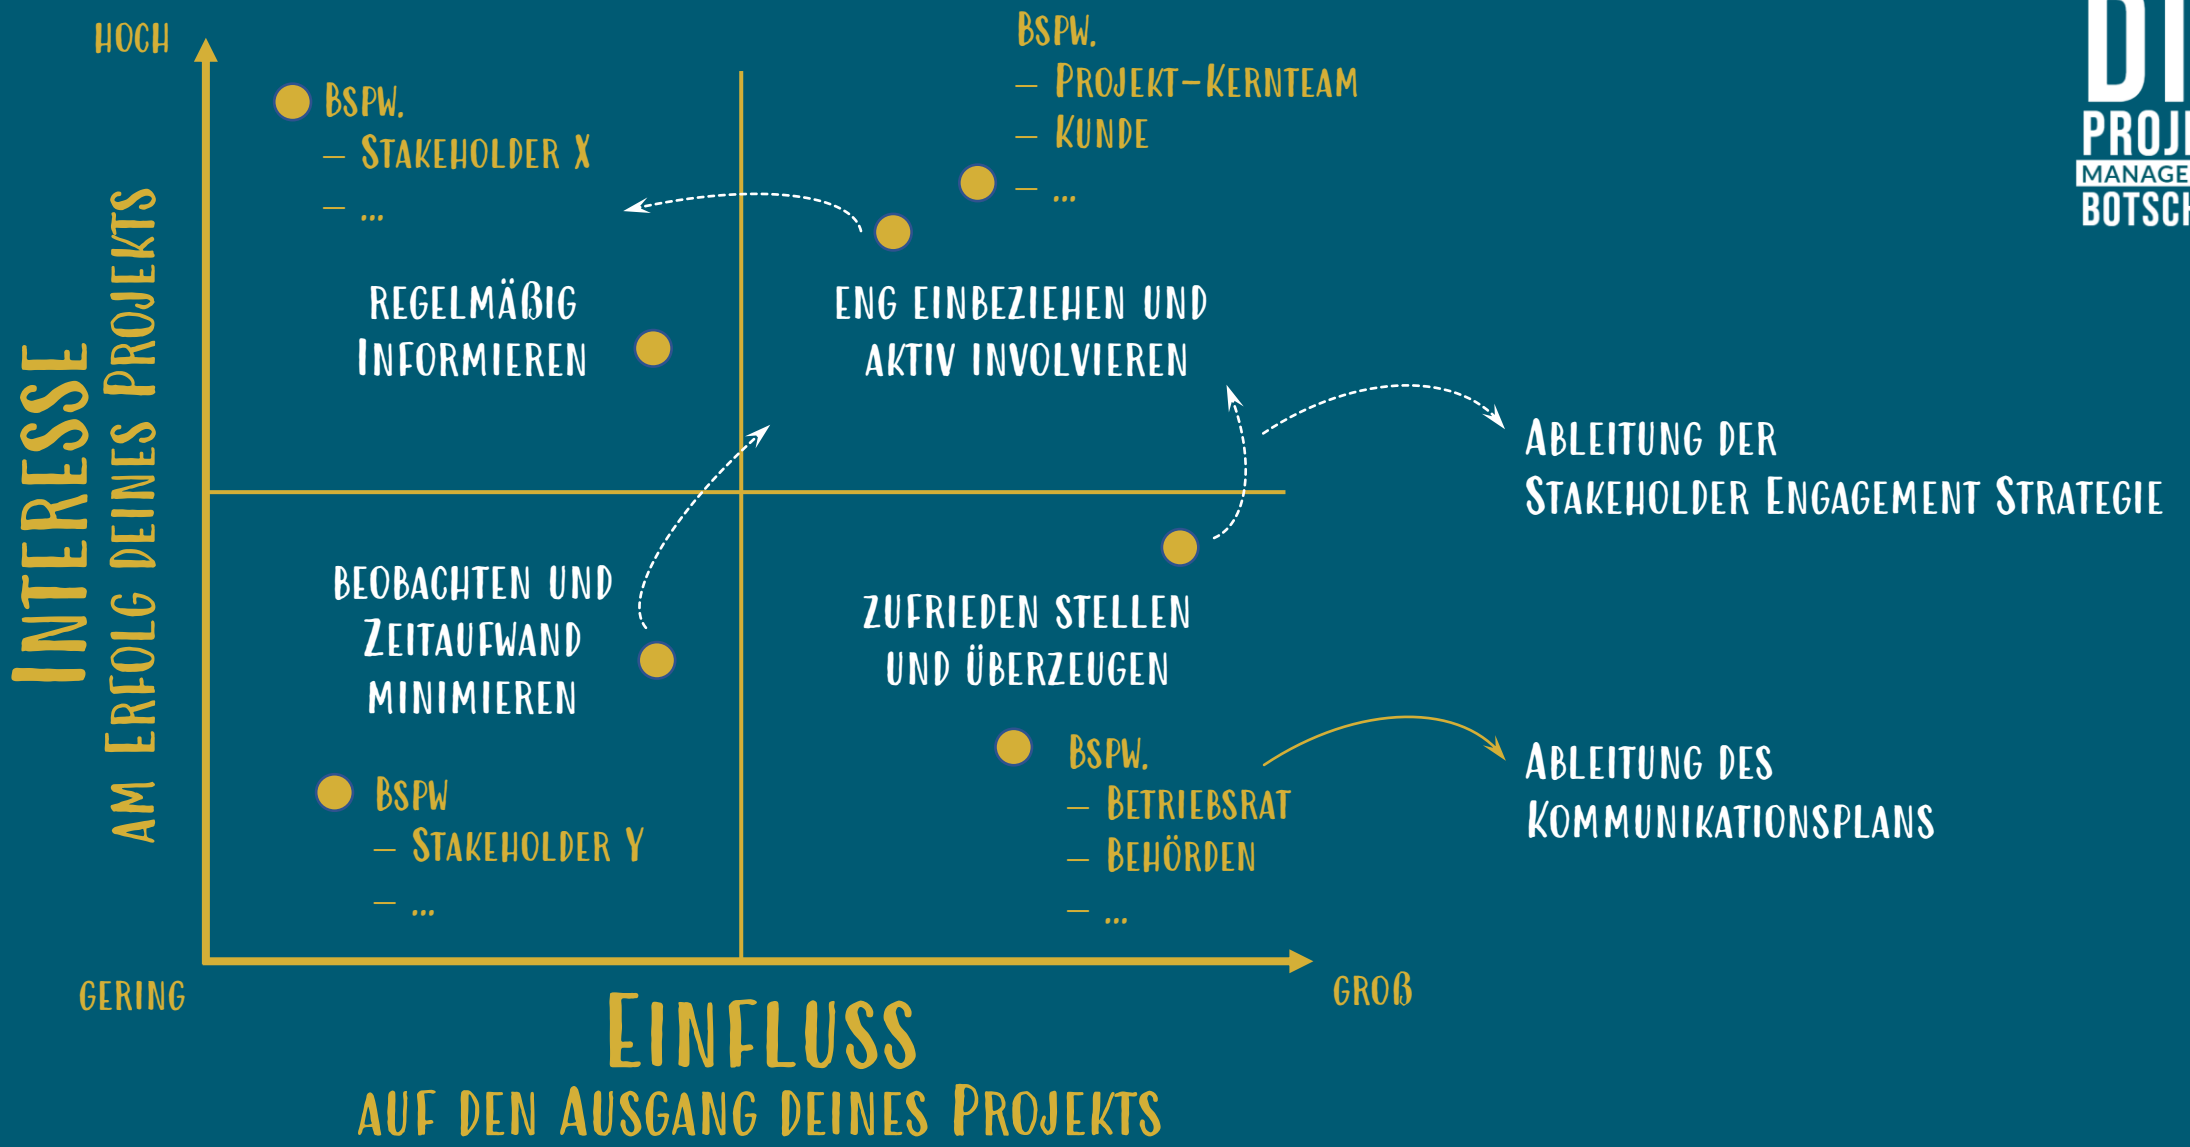 HOCH
BSPW.
– STAKEHOLDER X
– ...
BSPW.
– PROJEKT-KERNTEAM
– KUNDE
– ...
REGELMÄßIG
INFORMIEREN
ENG EINBEZIEHEN UND
AKTIV INVOLVIEREN
INTERESSE
AM ERFOLG DEINES PROJEKTS
ABLEITUNG DER
STAKEHOLDER ENGAGEMENT STRATEGIE
BEOBACHTEN UND
ZEITAUFWAND
MINIMIEREN
ZUFRIEDEN STELLEN
UND ÜBERZEUGEN
BSPW
– STAKEHOLDER Y
– ...
BSPW.
– BETRIEBSRAT
– BEHÖRDEN
– ...
ABLEITUNG DES
KOMMUNIKATIONSPLANS
GERING
GROß
EINFLUSS
AUF DEN AUSGANG DEINES PROJEKTS